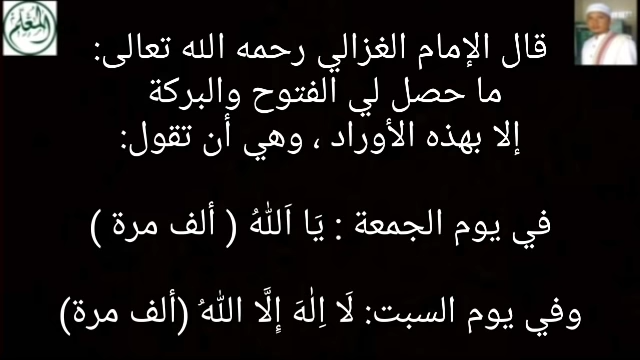 المعلم
قال الإمام الغزالي رحمه الله تعالى:
ما حصل لي الفتوح والبركة
إلا بهذه الأوراد ، وهي أن تقول:
في يوم الجمعة : يَا اَللّٰهُ ( ألف مرة )
وفي يوم السبت: لَا اِلٰهَ إِلَّا اللّٰهُ (ألف مرة)